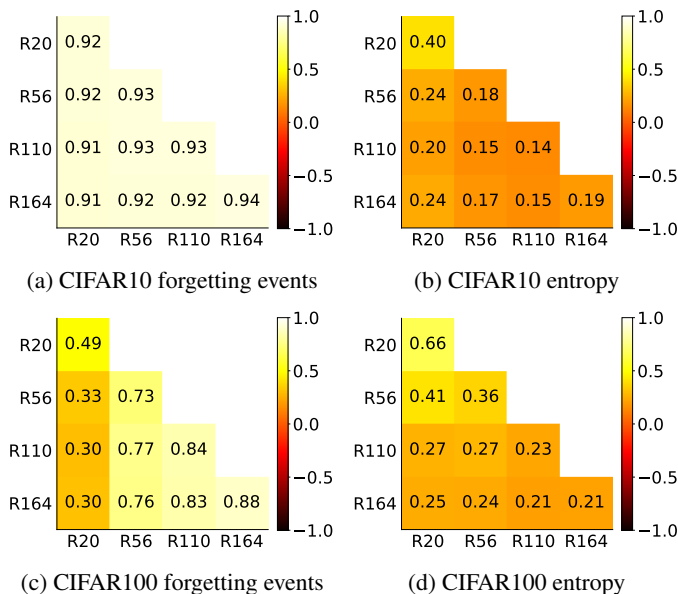 R20 0.92 1.0
R56 0.92 0.93 0.5
R110 0.91 0.93 0.93 0.0
R164 0.91 0.92 0.92 0.94 −0.5
−1.0
R20 R56 R110 R164
(a) CIFAR10 forgetting events
R20 0.40 1.0
R56 0.24 0.18 0.5
R110 0.20 0.15 0.14 0.0
R164 0.24 0.17 0.15 0.19 −0.5
−1.0
R20 R56 R110 R164
(b) CIFAR10 entropy
R20 0.49 1.0
R56 0.33 0.73 0.5
R110 0.30 0.77 0.84 0.0
R164 0.30 0.76 0.83 0.88 −0.5
−1.0
R20 R56 R110 R164
(c) CIFAR100 forgetting events
R20 0.66 1.0
R56 0.41 0.36 0.5
R110 0.27 0.27 0.23 0.0
R164 0.25 0.24 0.21 0.21 −0.5
−1.0
R20 R56 R110 R164
(d) CIFAR100 entropy